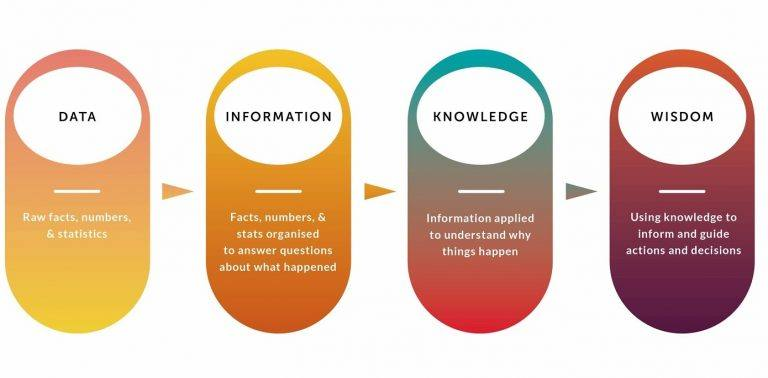 DATA
Raw facts, numbers,
& statistics
INFORMATION
Facts, numbers, &
stats organised
to answer questions
about what happened
KNOWLEDGE
Information applied
to understand why
things happen
WISDOM
Using knowledge to
inform and guide
actions and decisions